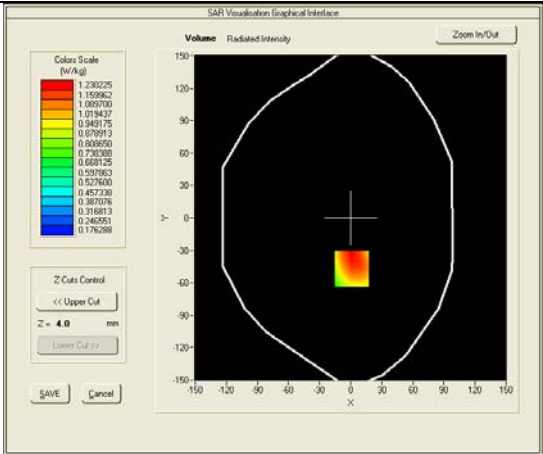 SAR Visualisation Graphical Interface
Volume Radiated Intensity
Zoom In/Out
Colors Scale
(W/kg)
1.230225
1.159962
1.089700
1.019437
0.949175
0.878913
0.808650
0.738388
0.668125
0.597863
0.527600
0.457338
0.387076
0.316813
0.246551
0.176288
150
120
90
60
30
0
-30
-60
-90
-120
-150
Y
-150 -120 -90 -60 -30 0 30 60 90 120 150
X
Z Cuts Control
<< Upper Cut
Z = 4.0 mm
Lower Cut >>
SAVE
Cancel